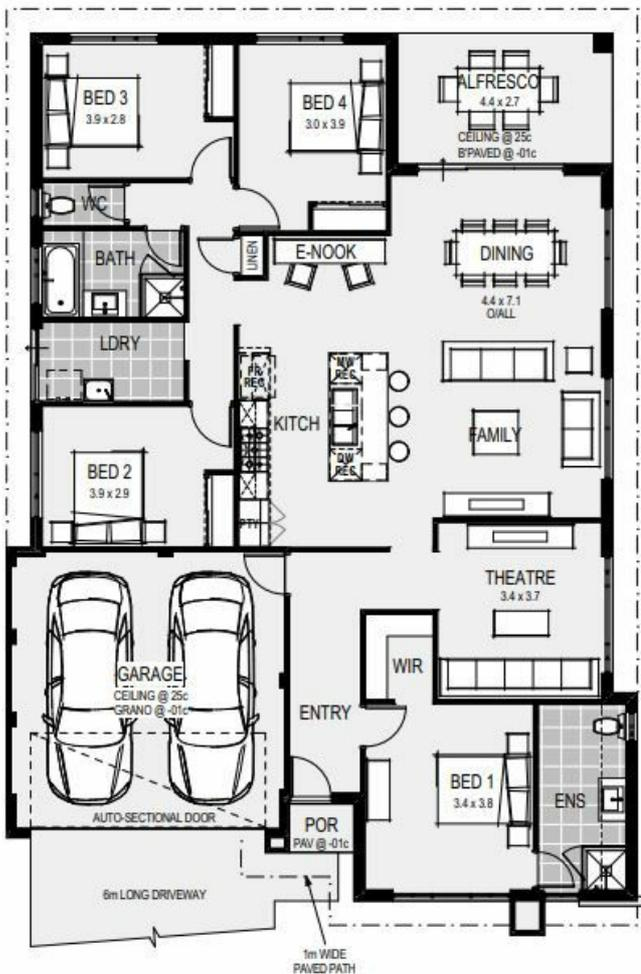 BED 3
3.9 x 2.8
BED 4
3.0 x 3.9
ALFRESCO
4.4 x 2.7
CEILING @ 25c
B'PAVED @ -01c
WC
BATH
LINEN
E-NOOK
DINING
4.4 x 7.1
O/ALL
LDRY
FR
REC
MW
REC
KITCH
DW
REC
FAMILY
BED 2
3.9 x 2.9
PTY
THEATRE
3.4 x 3.7
GARAGE
CEILING @ 25c
GRANO @ -01c
WIR
ENTRY
BED 1
3.4 x 3.8
ENS
AUTO-SECTIONAL DOOR
POR
PAV @ -01c
6m LONG DRIVEWAY
1m WIDE
PAVED PATH